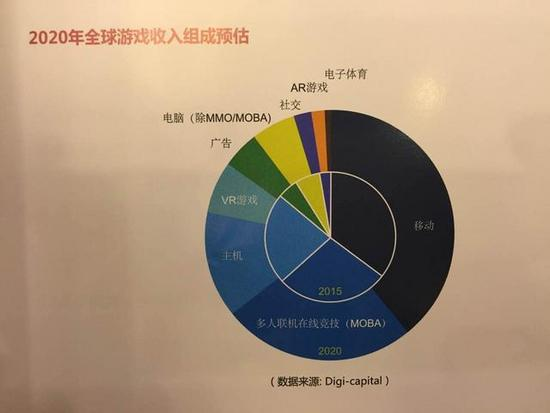 2020年全球游戏收入组成预估
电子体育
AR游戏
社交
电脑（除MMO/MOBA)
广告
VR游戏
移动
主机
2015
多人联机在线竞技（MOBA）
2020
（数据来源: Digi-capital）